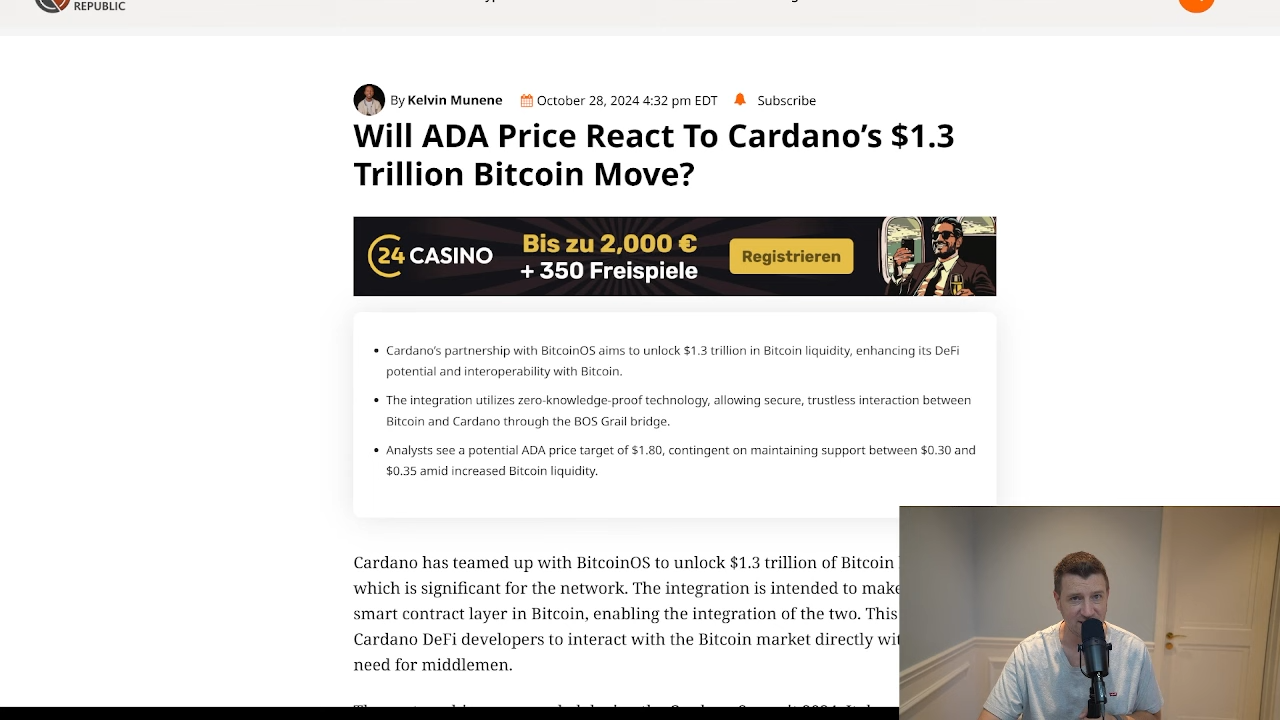 REPUBLIC
By Kelvin Munene October 28, 2024 4:32 pm EDT Subscribe
Will ADA Price React To Cardano’s $1.3
Trillion Bitcoin Move?
24 CASINO
Bis zu 2,000 €
+ 350 Freispiele
Registrieren
• Cardano’s partnership with BitcoinOS aims to unlock $1.3 trillion in Bitcoin liquidity, enhancing its DeFi
potential and interoperability with Bitcoin.
• The integration utilizes zero-knowledge-proof technology, allowing secure, trustless interaction between
Bitcoin and Cardano through the BOS Grail bridge.
• Analysts see a potential ADA price target of $1.80, contingent on maintaining support between $0.30 and
$0.35 amid increased Bitcoin liquidity.
Cardano has teamed up with BitcoinOS to unlock $1.3 trillion of Bitcoin
which is significant for the network. The integration is intended to make
smart contract layer in Bitcoin, enabling the integration of the two. This
Cardano DeFi developers to interact with the Bitcoin market directly
need for middlemen.